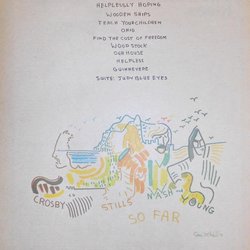 HELPLESSLY HOPING
WOODEN SHIPS
TEACH YOUR CHILDREN
OHIO
FIND THE COST OF FREEDOM
WOODSTOCK
OUR HOUSE
HELPLESS
GUINNEVERE
SUITE: JUDY BLUE EYES
CROSBY
STILLS
NASH
YOUNG
SO FAR